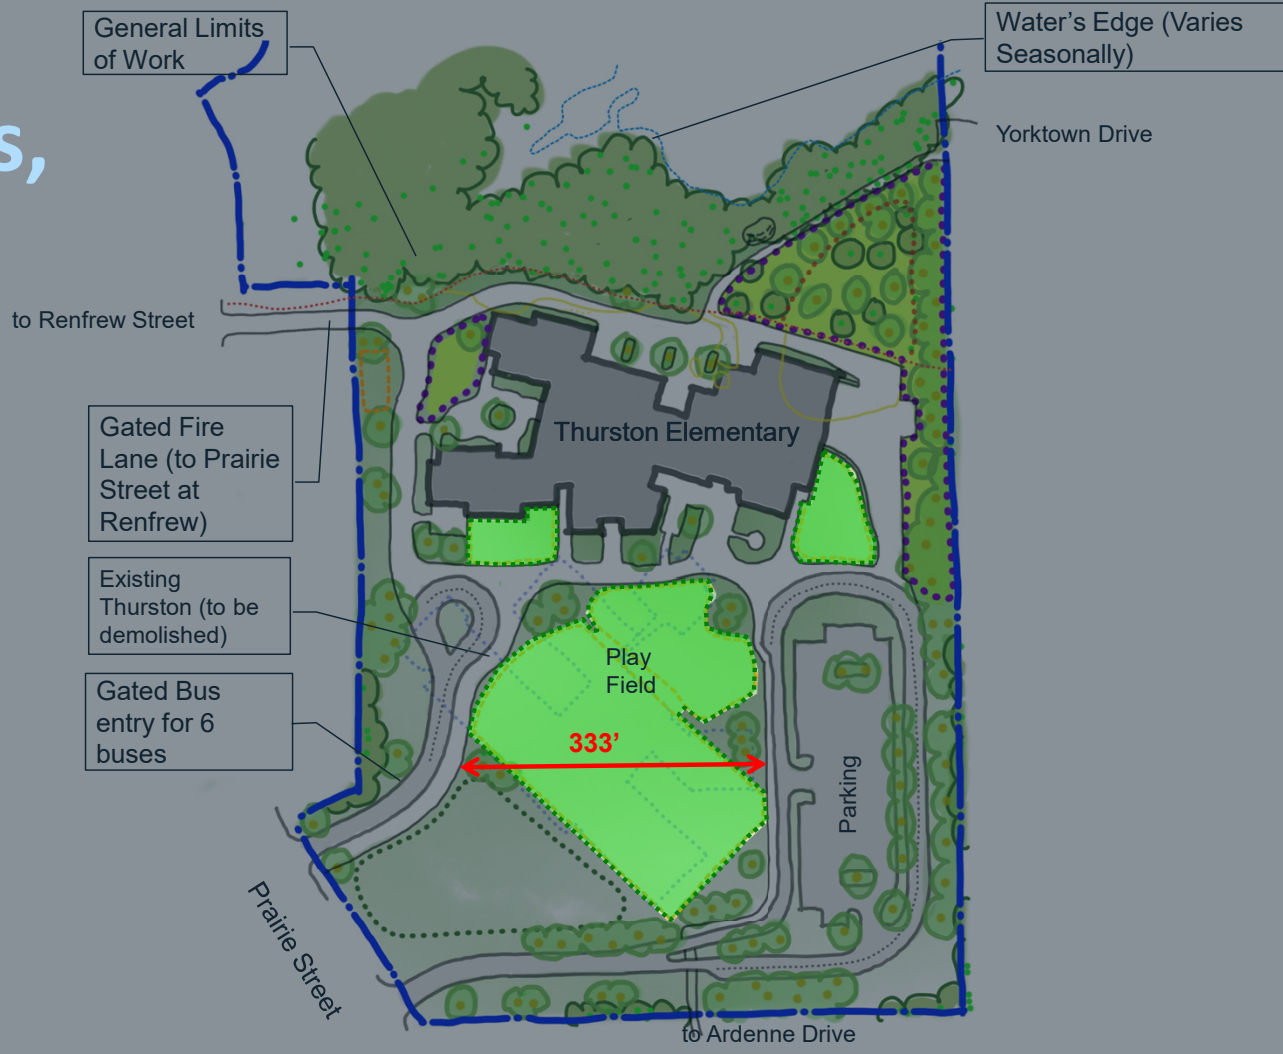 General Limits
of Work
Water’s Edge (Varies
Seasonally)
s,
Yorktown Drive
to Renfrew Street
Gated Fire
Lane (to Prairie
Street at
Renfrew)
Thurston Elementary
Existing
Thurston (to be
demolished)
Play
Field
Gated Bus
entry for 6
buses
333’
Parking
Prairie Street
to Ardenne Drive